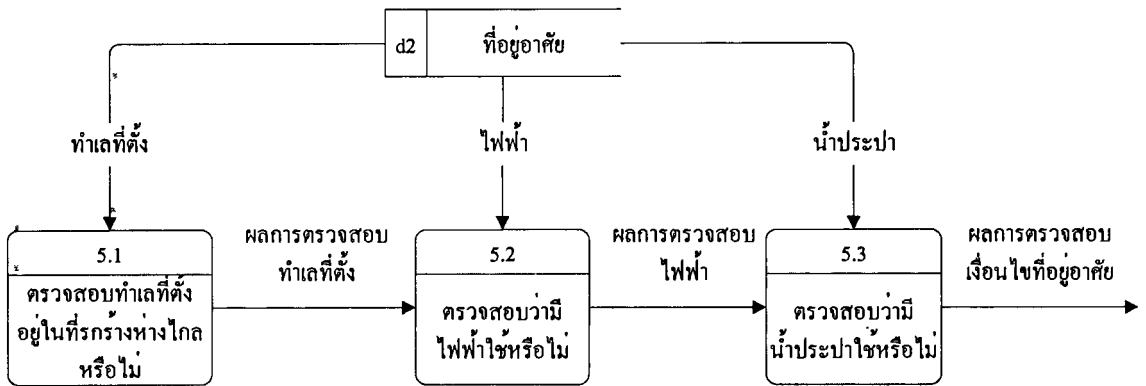 d2 ที่อยู่อาศัย
ทำเลที่ตั้ง
ไฟฟ้า
น้ำประปา
5.1
ตรวจสอบทำเลที่ตั้ง
อยู่ในที่รกร้างห่างไกล
หรือไม่
ผลการตรวจสอบ
ทำเลที่ตั้ง
5.2
ตรวจสอบว่ามี
ไฟฟ้าใช้หรือไม่
ผลการตรวจสอบ
ไฟฟ้า
5.3
ตรวจสอบว่ามี
น้ำประปาใช้หรือไม่
ผลการตรวจสอบ
เงื่อนไขที่อยู่อาศัย